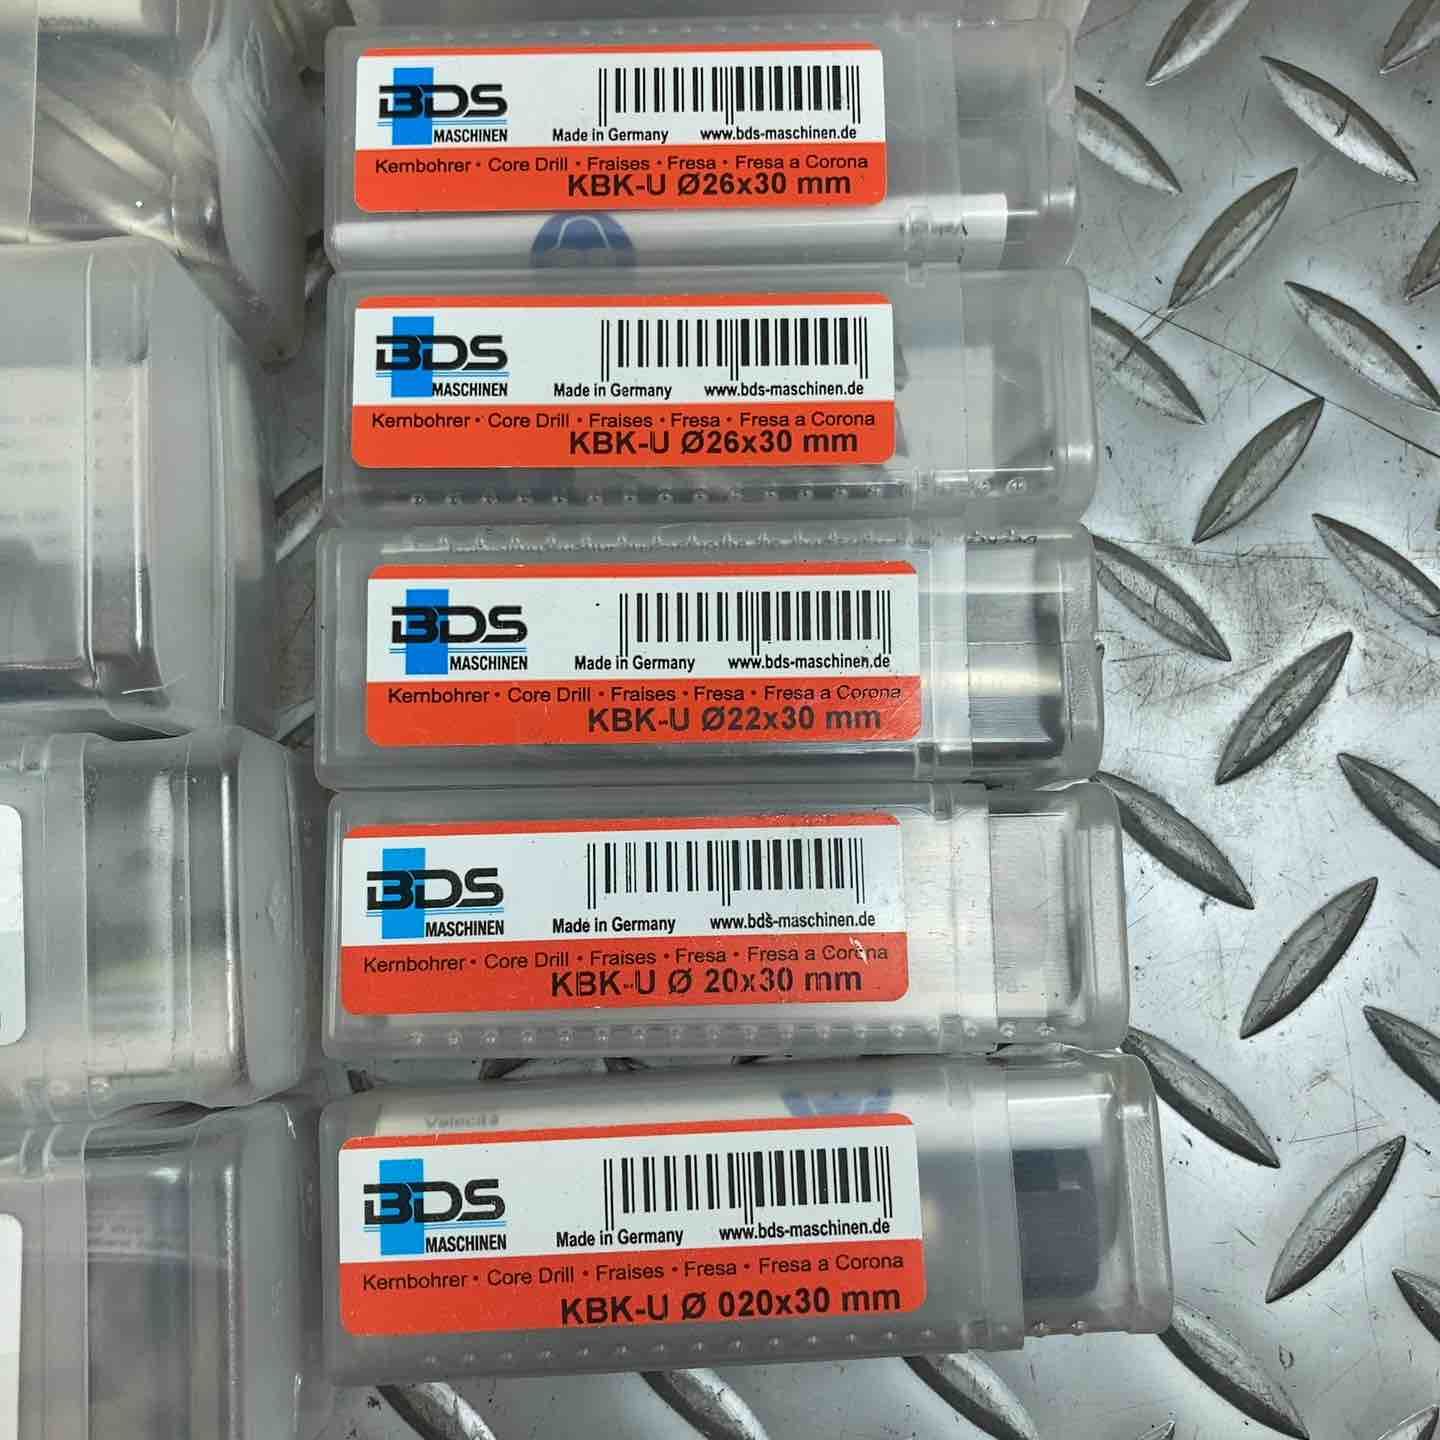 BDS
MASCHINEN
Made in Germany www.bds-maschinen.de
Kernbohrer • Core Drill • Fraises • Fresa • Fresa a Corona
KBK-U Ø26x30 mm
BDS
MASCHINEN
Made in Germany www.bds-maschinen.de
Kernbohrer • Core Drill • Fraises • Fresa • Fresa a Corona
KBK-U Ø26x30 mm
BDS
MASCHINEN
Made in Germany www.bds-maschinen.de
Kernbohrer • Core Drill • Fraises • Fresa • Fresa a Corona
KBK-U Ø22x30 mm
BDS
MASCHINEN
Made in Germany www.bds-maschinen.de
Kernbohrer • Core Drill • Fraises • Fresa • Fresa a Corona
KBK-U Ø 20x30 mm
BDS
MASCHINEN
Made in Germany www.bds-maschinen.de
Kernbohrer • Core Drill • Fraises • Fresa • Fresa a Corona
KBK-U Ø 020x30 mm